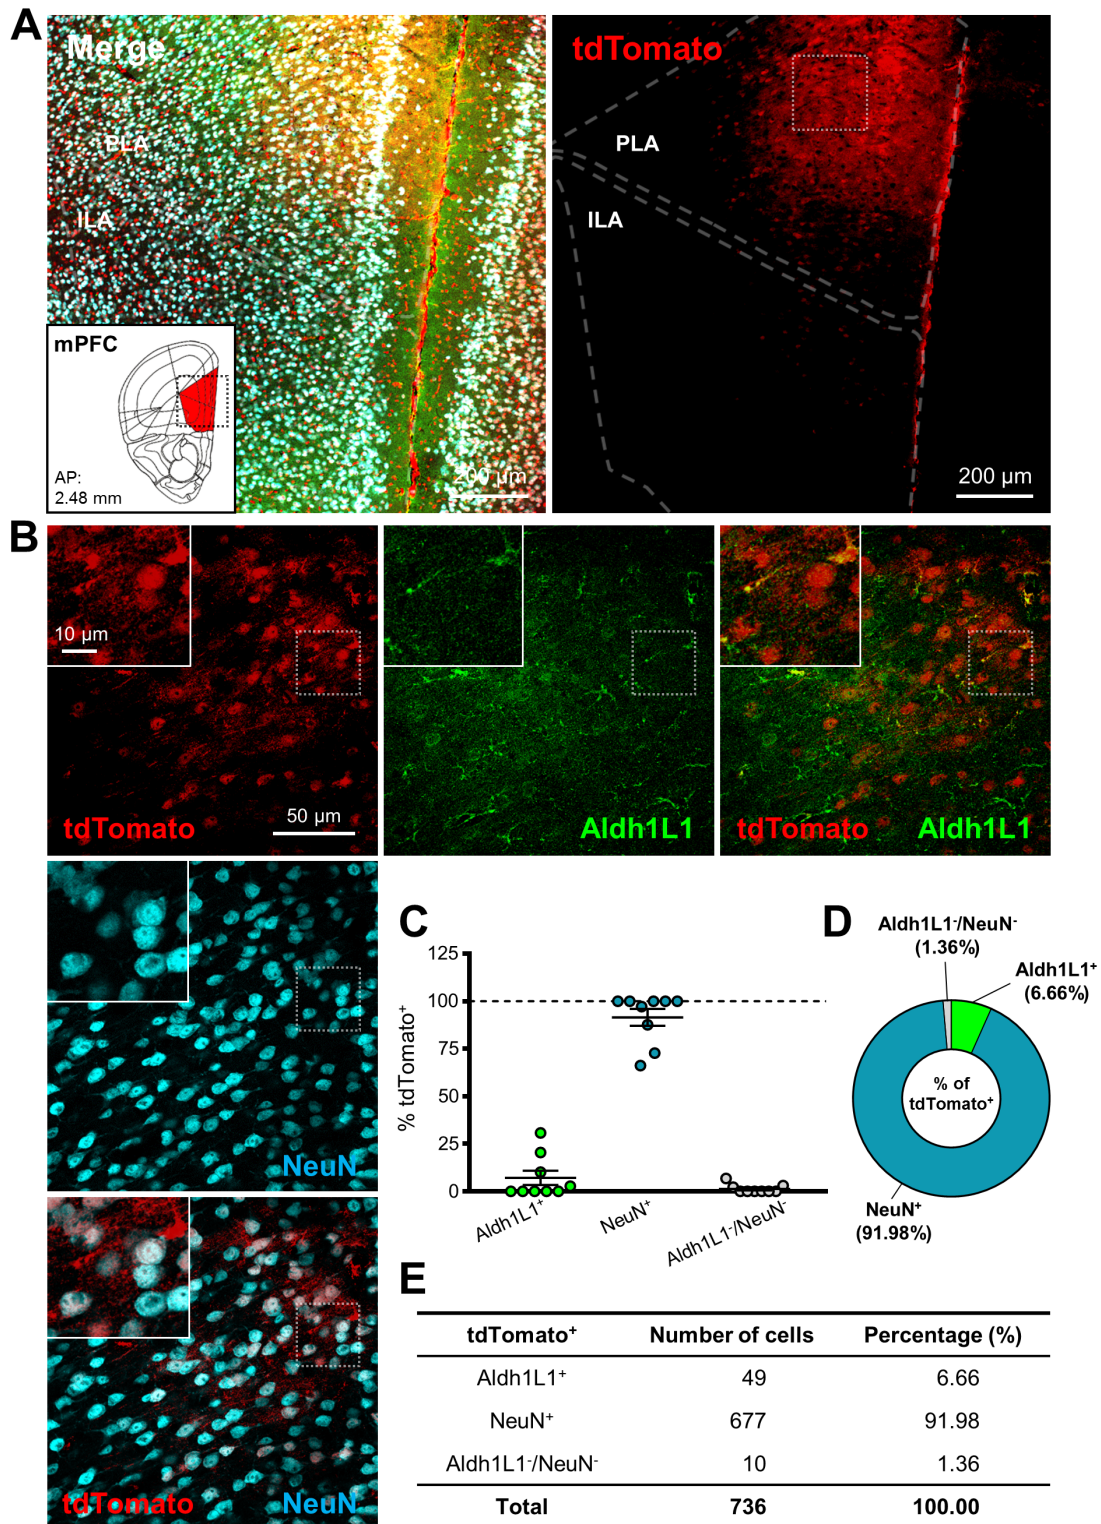 A
Merge
PLA
ILA
mPFC
AP:
2.48 mm
200 µm
tdTomato
PLA
ILA
200 µm
B
10 µm
tdTomato
50 µm
Aldh1L1
tdTomato Aldh1L1
NeuN
tdTomato NeuN
C
% tdTomato⁺
125
100
75
50
25
0
Aldh1L1⁺
NeuN⁺
Aldh1L1⁻/NeuN⁻
D
Aldh1L1⁻/NeuN⁻
(1.36%)
Aldh1L1⁺
(6.66%)
% of
tdTomato⁺
NeuN⁺
(91.98%)
E
tdTomato⁺ Number of cells Percentage (%)
Aldh1L1⁺ 49 6.66
NeuN⁺ 677 91.98
Aldh1L1⁻/NeuN⁻ 10 1.36
Total 736 100.00